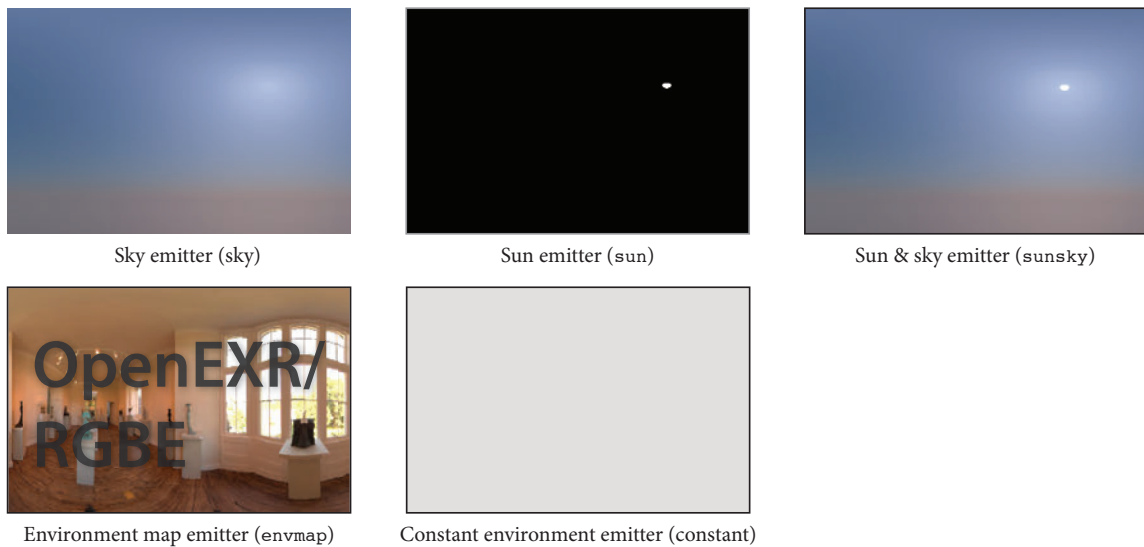 Sky emitter (sky)
Sun emitter (sun)
Sun & sky emitter (sunsky)
OpenEXR/
RGBE
Environment map emitter (envmap)
Constant environment emitter (constant)